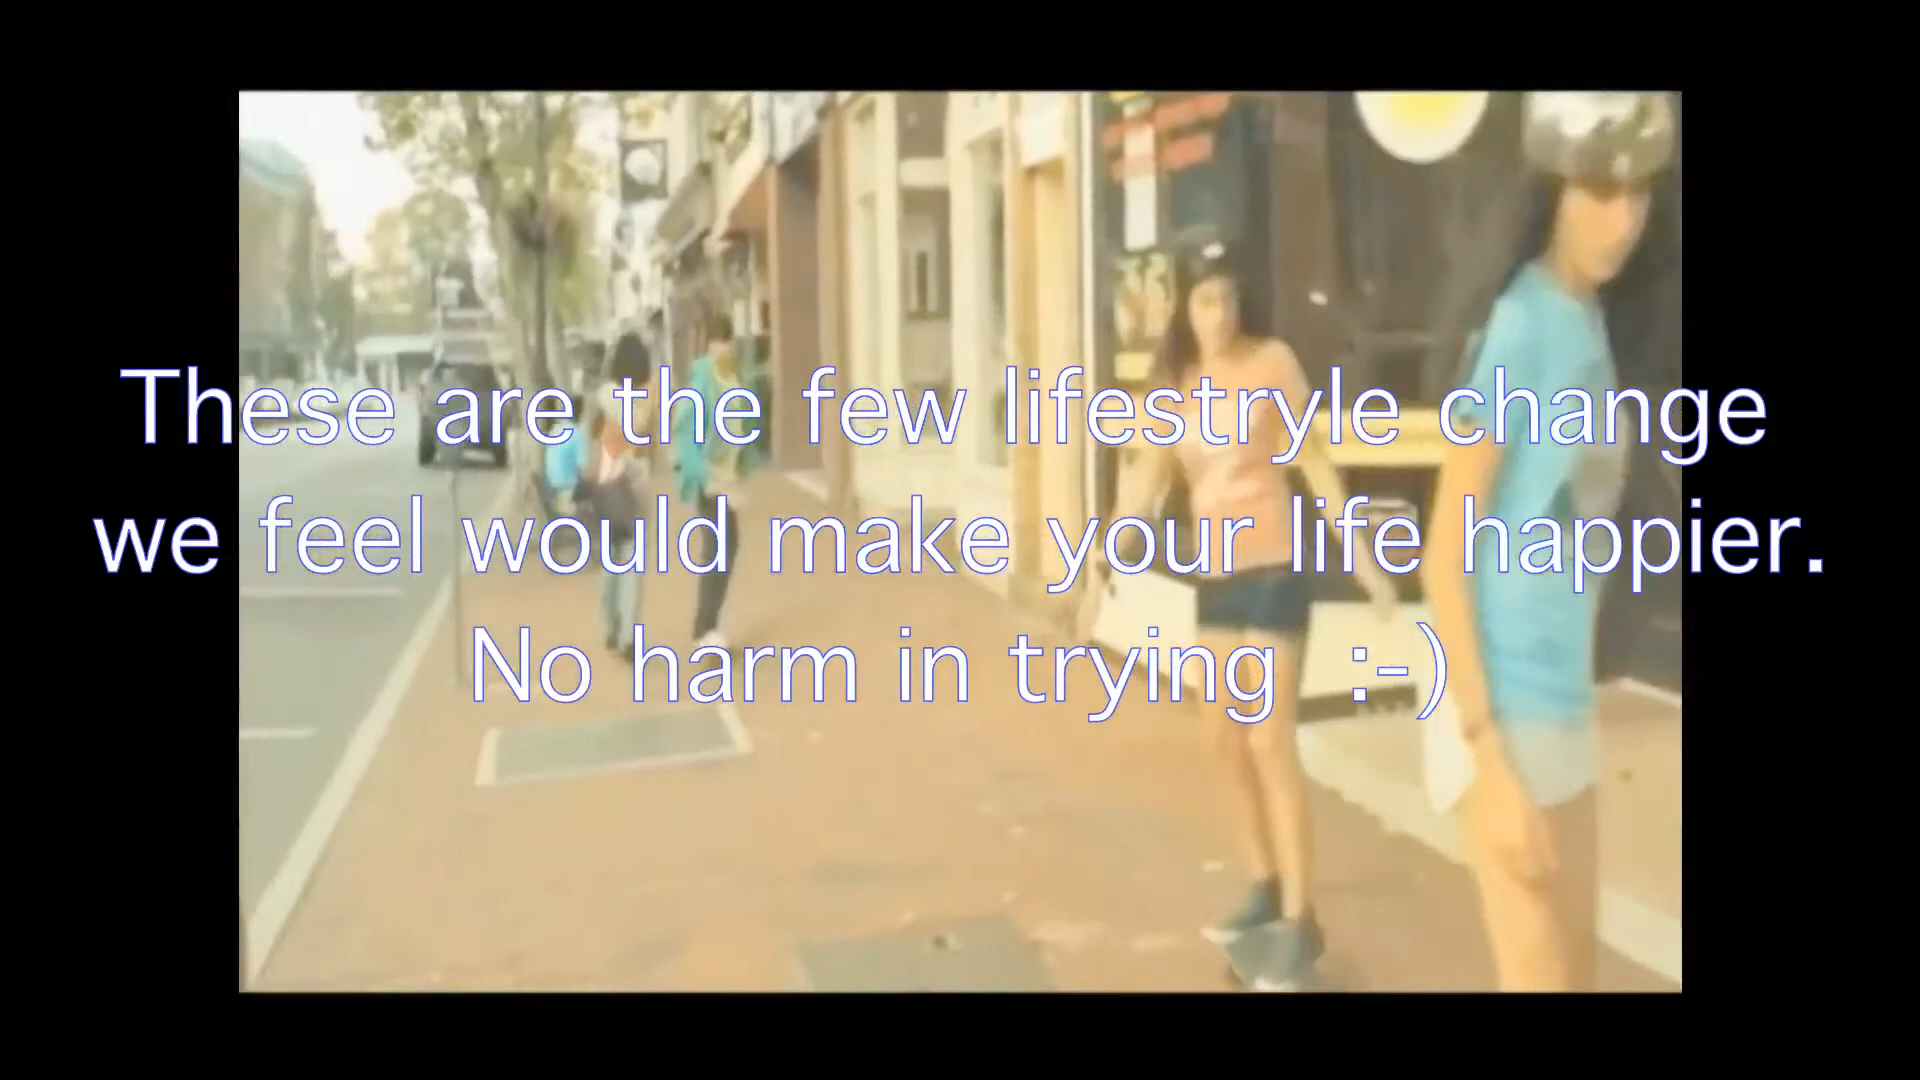 These are the few lifestryle change
we feel would make your life happier.
No harm in trying  :-)